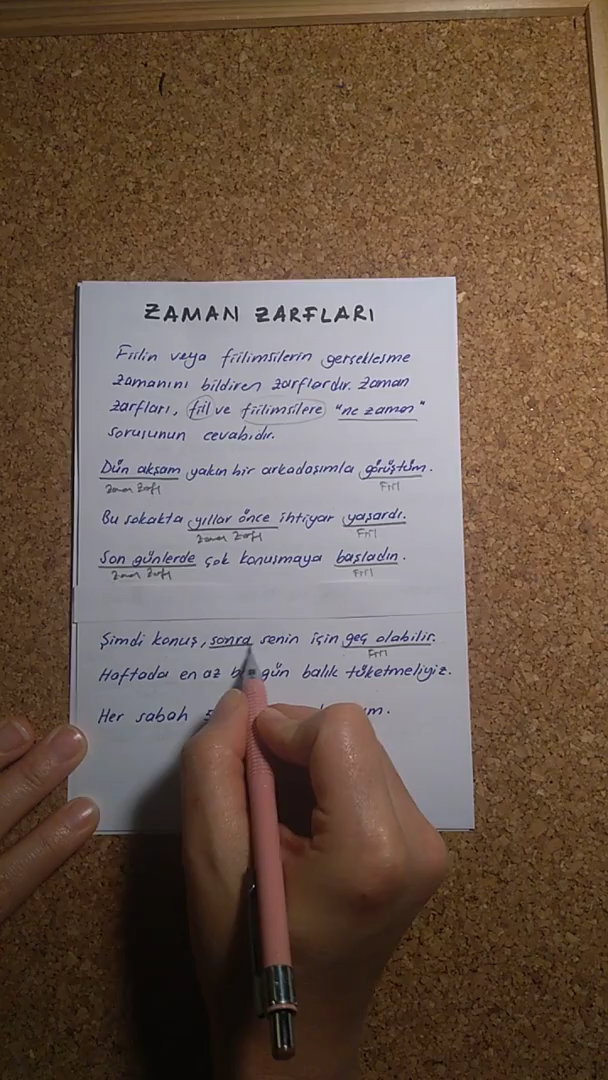 ZAMAN ZARFLARI
Fiilin veya fiilimsilerin gerçekleşme
zamanını bildiren zarflardır. Zaman
zarfları, fiil ve fiilimsilere "ne zaman"
sorusunun cevabıdır.
Dün akşam yakın bir arkadaşımla görüştüm.
Zaman Zarfı Fiil
Bu sokakta yıllar önce ihtiyar yaşardı.
Zaman Zarfı Fiil
Son günlerde çok konuşmaya başladın.
Zaman Zarfı Fiil
Şimdi konuş, sonra senin için geç olabilir.
Fiil
Haftada en az gün balık tüketmeliyiz.
Her sabah